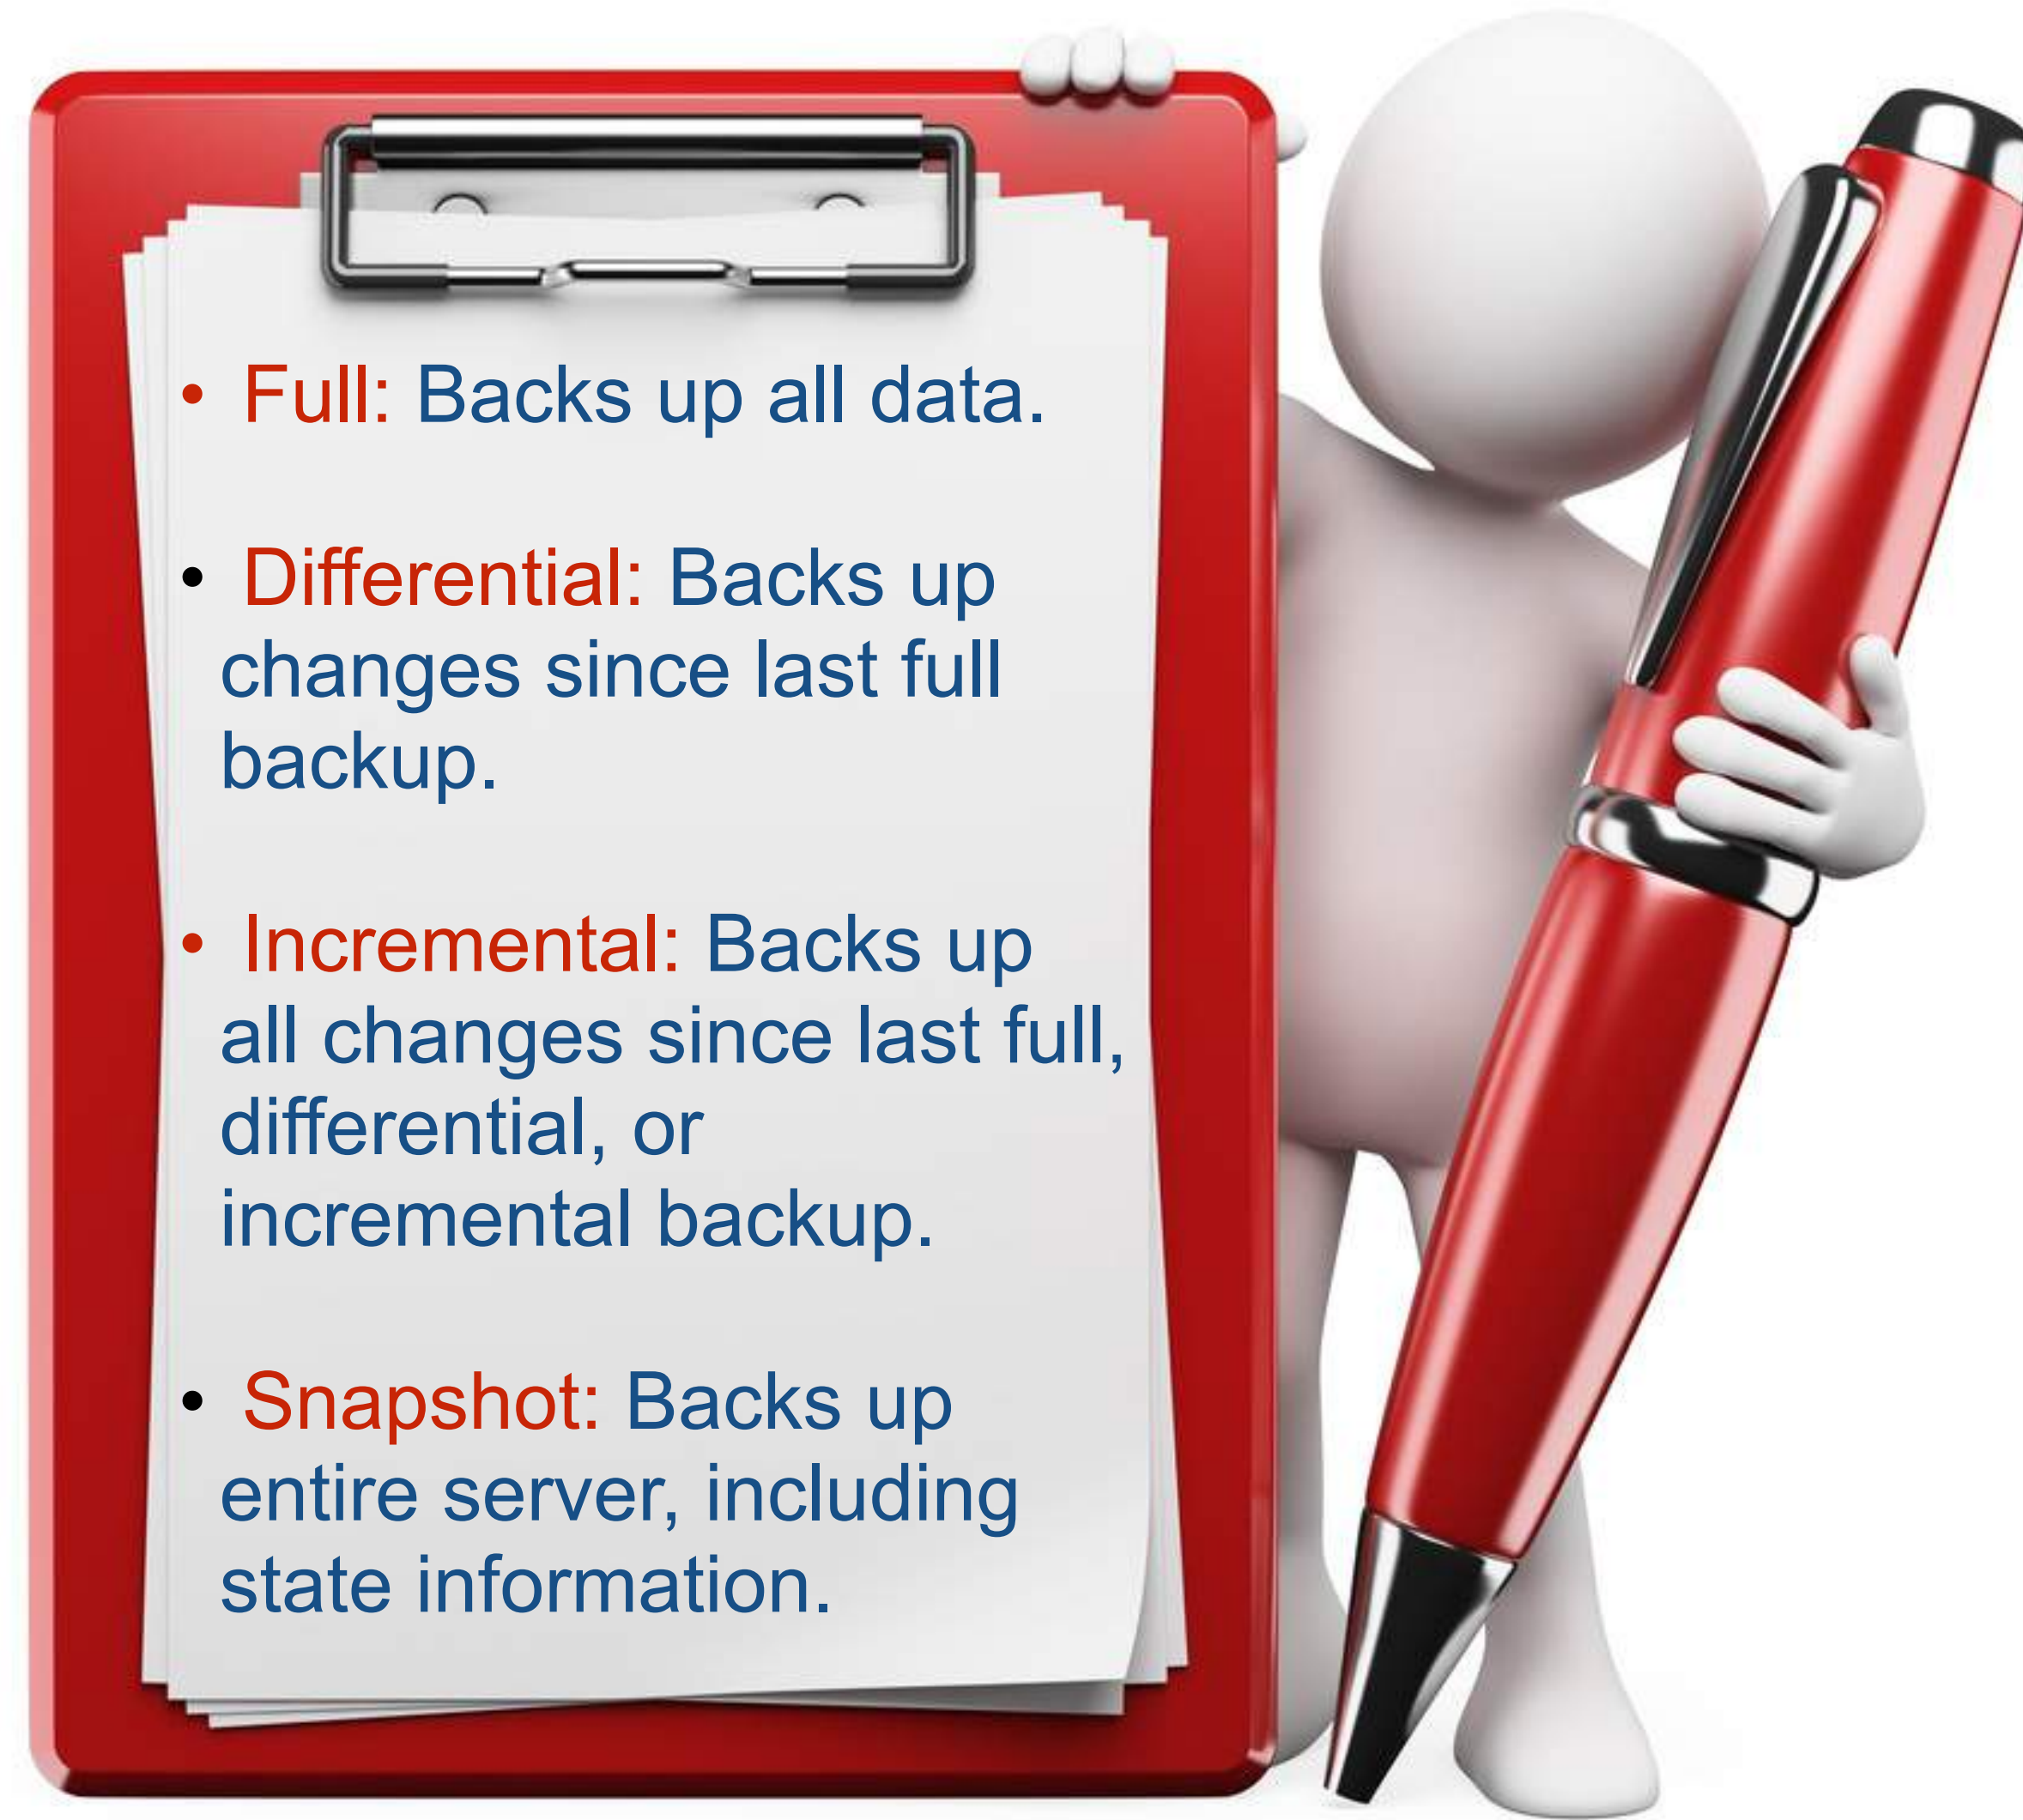 • Full: Backs up all data.
• Differential: Backs up
changes since last full
backup.
• Incremental: Backs up
all changes since last full,
differential, or
incremental backup.
• Snapshot: Backs up
entire server, including
state information.